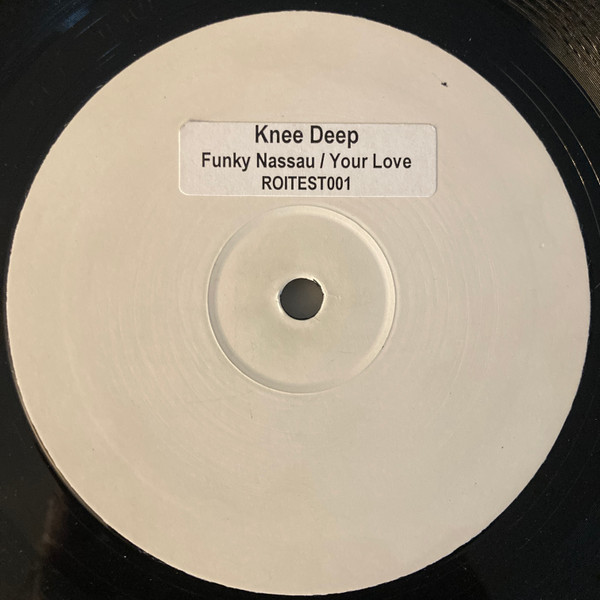 Knee Deep
Funky Nassau / Your Love
ROITEST001